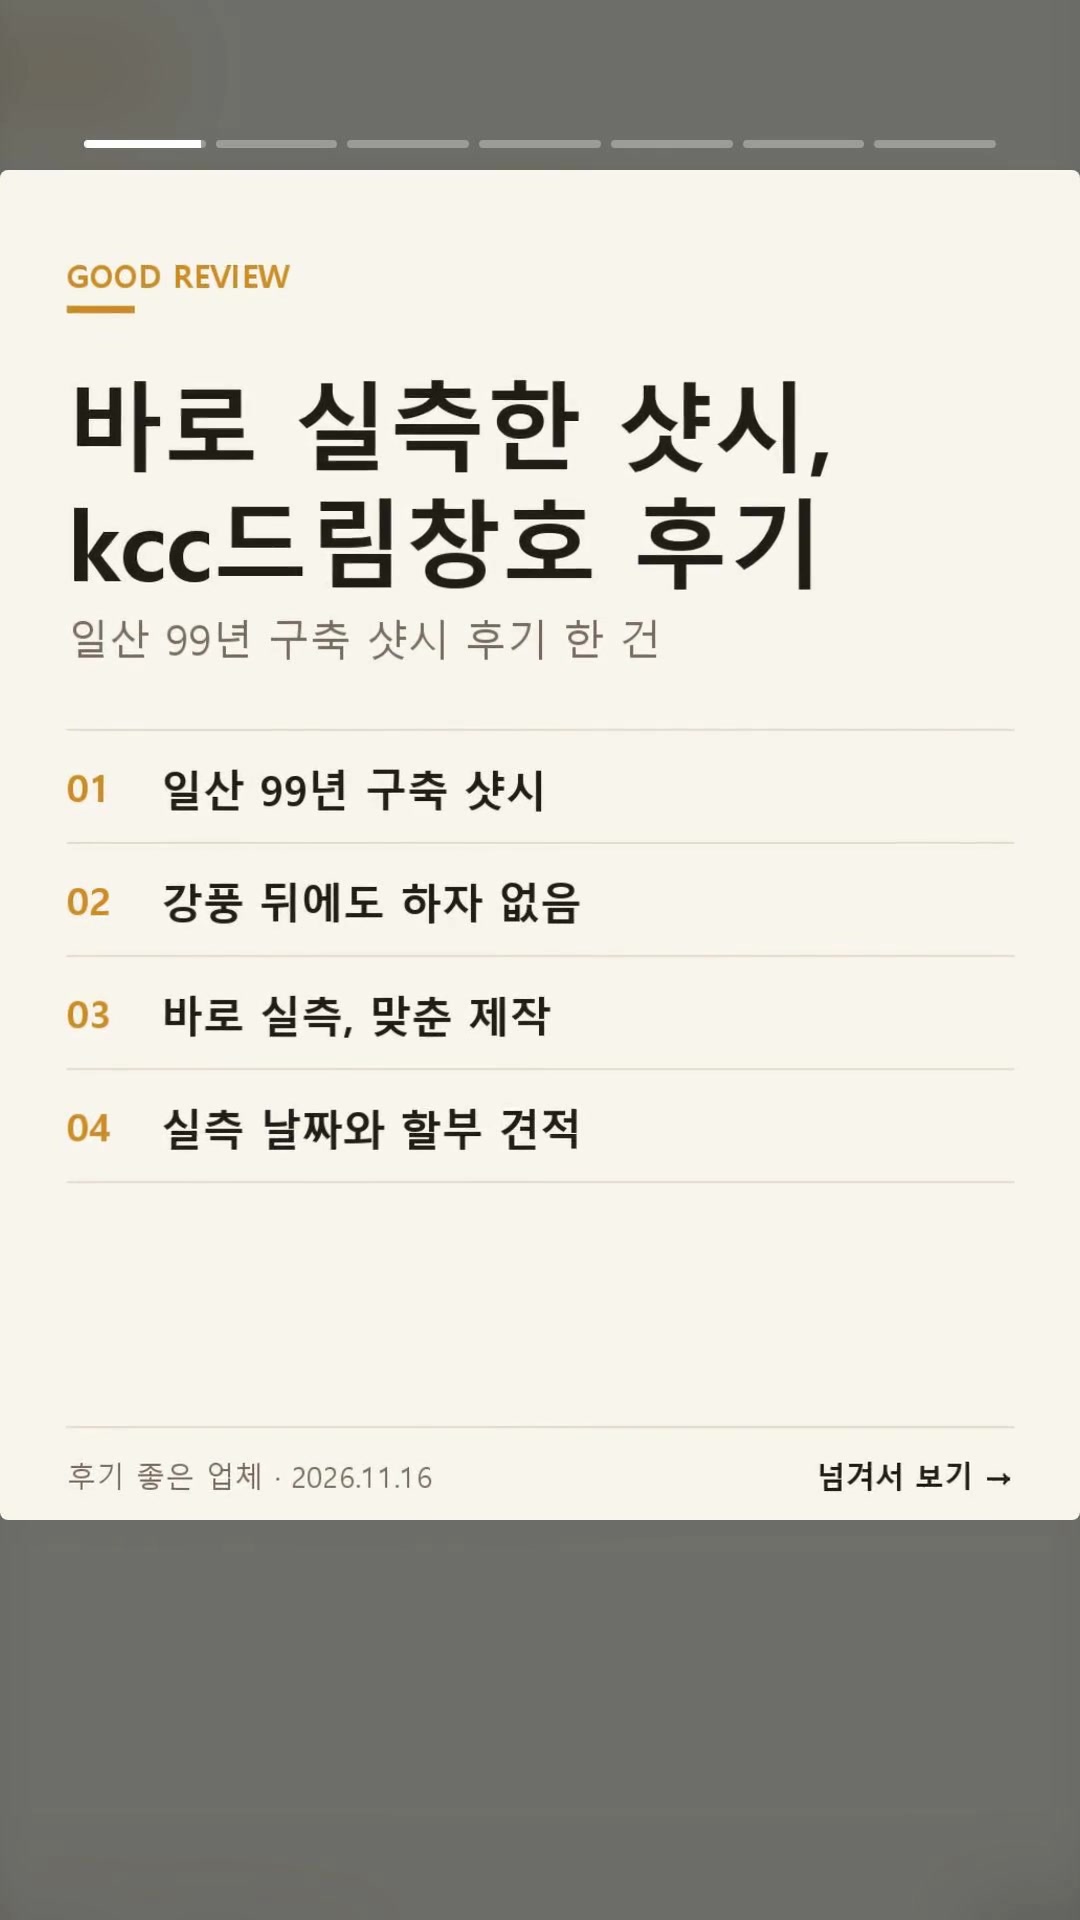 GOOD REVIEW
바로 실측한 샷시,
kcc드림창호 후기
일산 99년 구축 샷시 후기 한 건
01 일산 99년 구축 샷시
02 강풍 뒤에도 하자 없음
03 바로 실측, 맞춘 제작
04 실측 날짜와 할부 견적
후기 좋은 업체 · 2026.11.16
넘겨서 보기 →